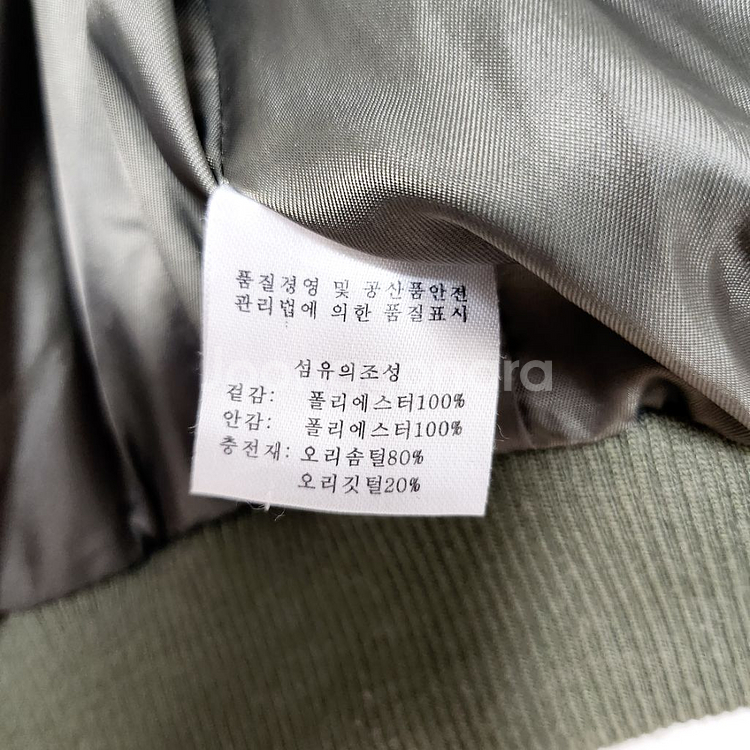 품질경영 및 공산품안전
관리법에 의한 품질표시
섬유의조성
겉감: 폴리에스터100%
안감: 폴리에스터100%
충전재: 오리솜털80%
오리깃털20%